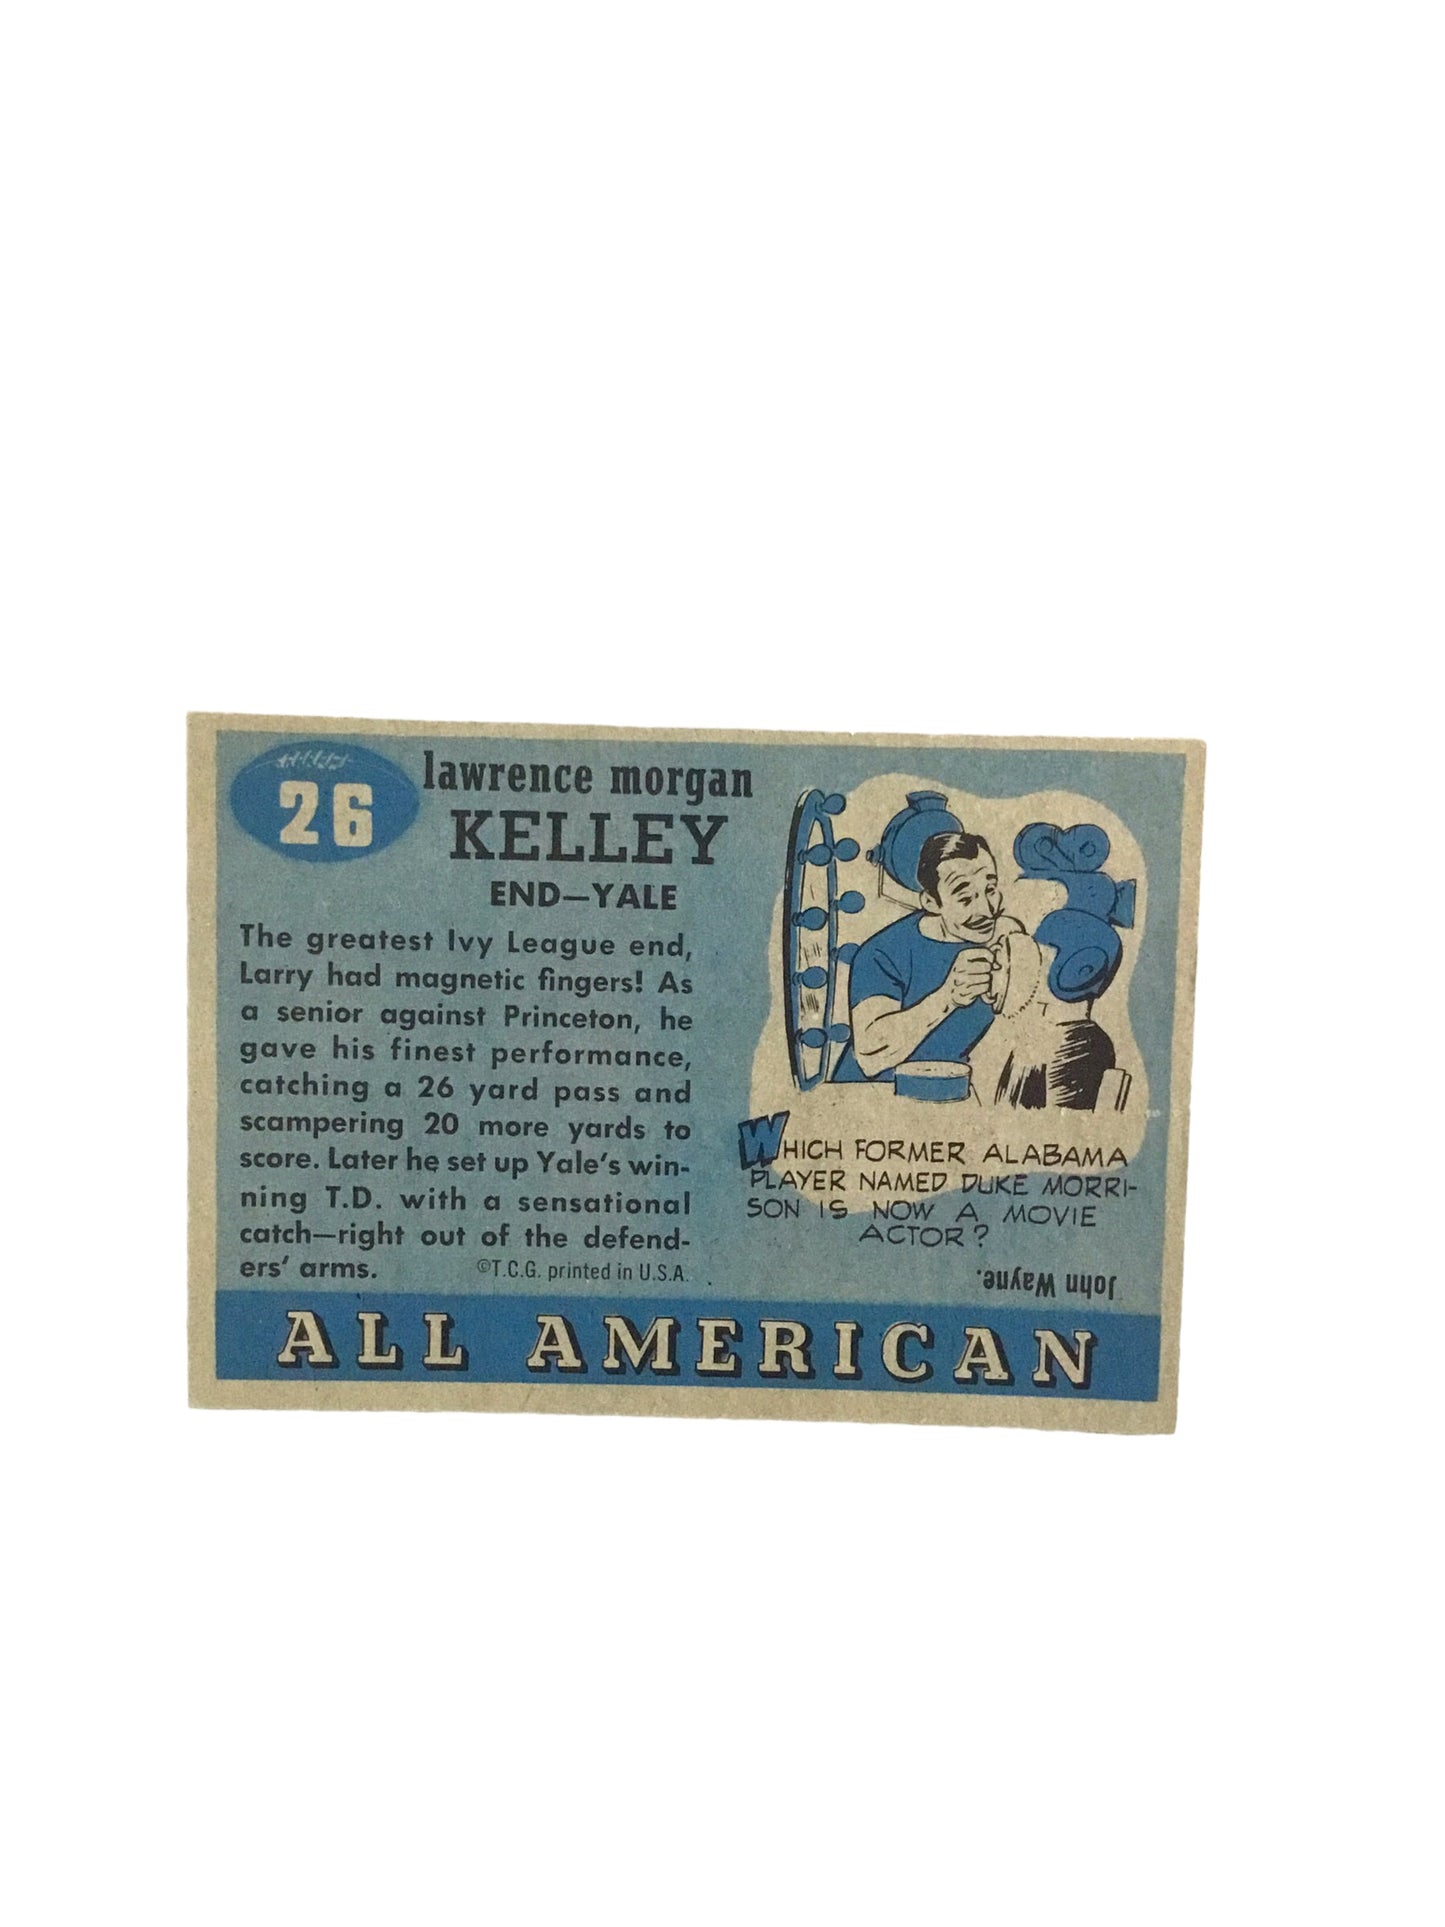 26
lawrence morgan
KELLEY
END—YALE
The greatest Ivy League end,
Larry had magnetic fingers! As
a senior against Princeton, he
gave his finest performance,
catching a 26 yard pass and
scampering 20 more yards to
score. Later he set up Yale's win-
ning T.D. with a sensational
catch—right out of the defend-
ers' arms.
©T.C.G. printed in U.S.A.
WHICH FORMER ALABAMA
PLAYER NAMED DUKE MORRI-
SON IS NOW A MOVIE
ACTOR?
John Wayne.
ALL AMERICAN